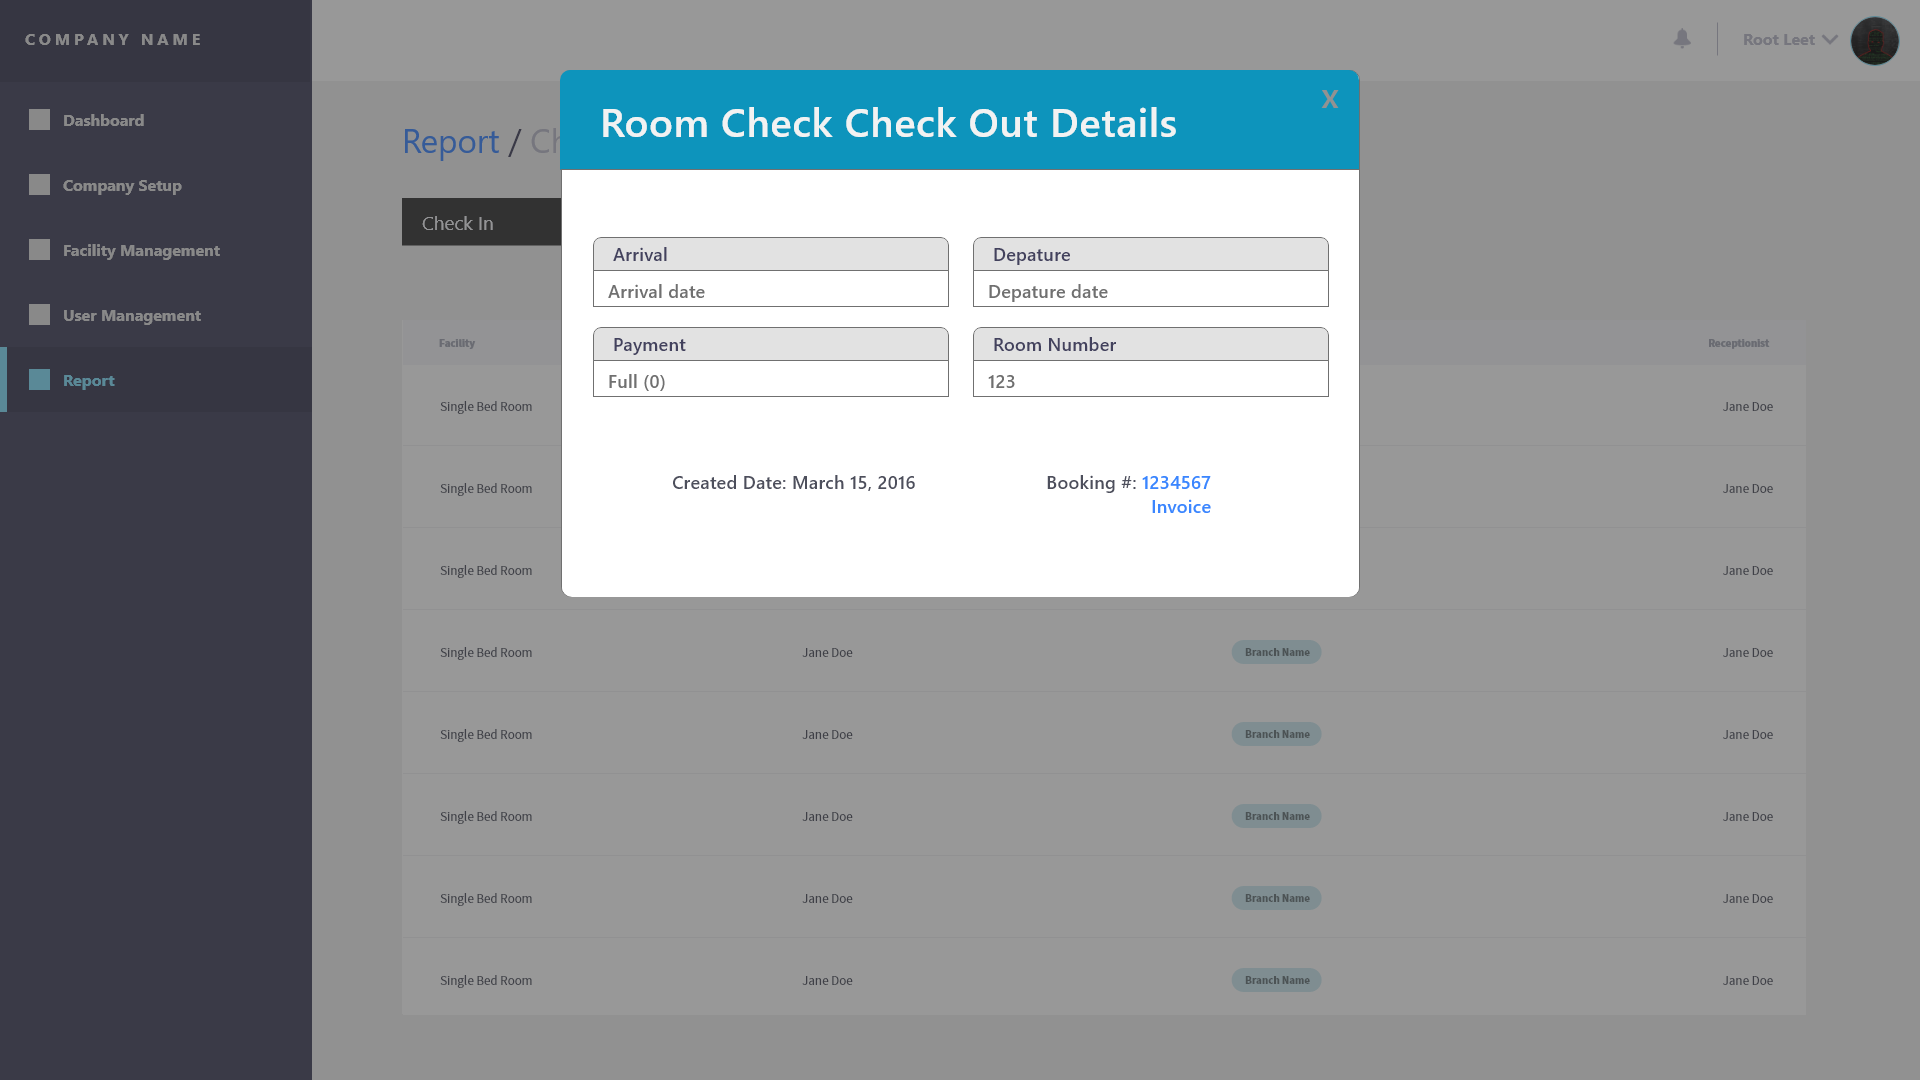 COMPANY NAME
Root Leet
Dashboard
Company Setup
Facility Management
User Management
Report
Report / Ch
Check In
Room Check Check Out Details
X
Arrival
Arrival date
Depature
Depature date
Payment
Full (0)
Room Number
123
Created Date: March 15, 2016
Booking #: 1234567
Invoice
Facility
Receptionist
Single Bed Room
Jane Doe
Single Bed Room
Jane Doe
Single Bed Room
Jane Doe
Single Bed Room Jane Doe Branch Name Jane Doe
Single Bed Room Jane Doe Branch Name Jane Doe
Single Bed Room Jane Doe Branch Name Jane Doe
Single Bed Room Jane Doe Branch Name Jane Doe
Single Bed Room Jane Doe Branch Name Jane Doe